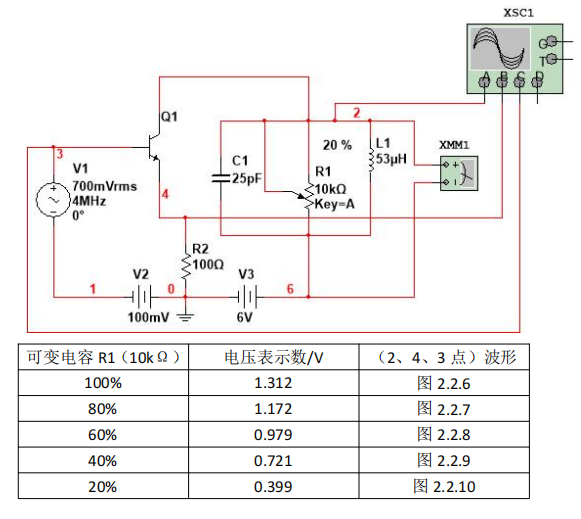 XSC1
G
T
A B C D
Q1
2
20 %
L1
53μH
XMM1
3
V1
700mVrms
4MHz
0°
C1
25pF
R1
10kΩ
Key=A
4
R2
100Ω
V2
V3
1
0
6
100mV
6V
可变电容 R1（10kΩ） 电压表示数/V （2、4、3 点）波形
100% 1.312 图 2.2.6
80% 1.172 图 2.2.7
60% 0.979 图 2.2.8
40% 0.721 图 2.2.9
20% 0.399 图 2.2.10